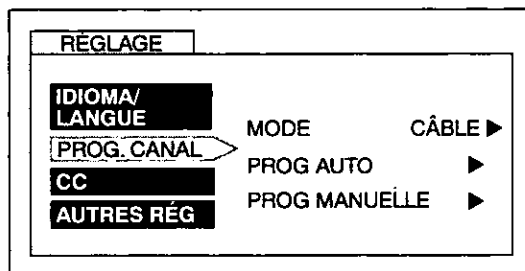 RÉGLAGE
IDIOMA/
LANGUE
PROG. CANAL
CC
AUTRES RÉG
MODE CÂBLE ▶
PROG AUTO ▶
PROG MANUELLE ▶